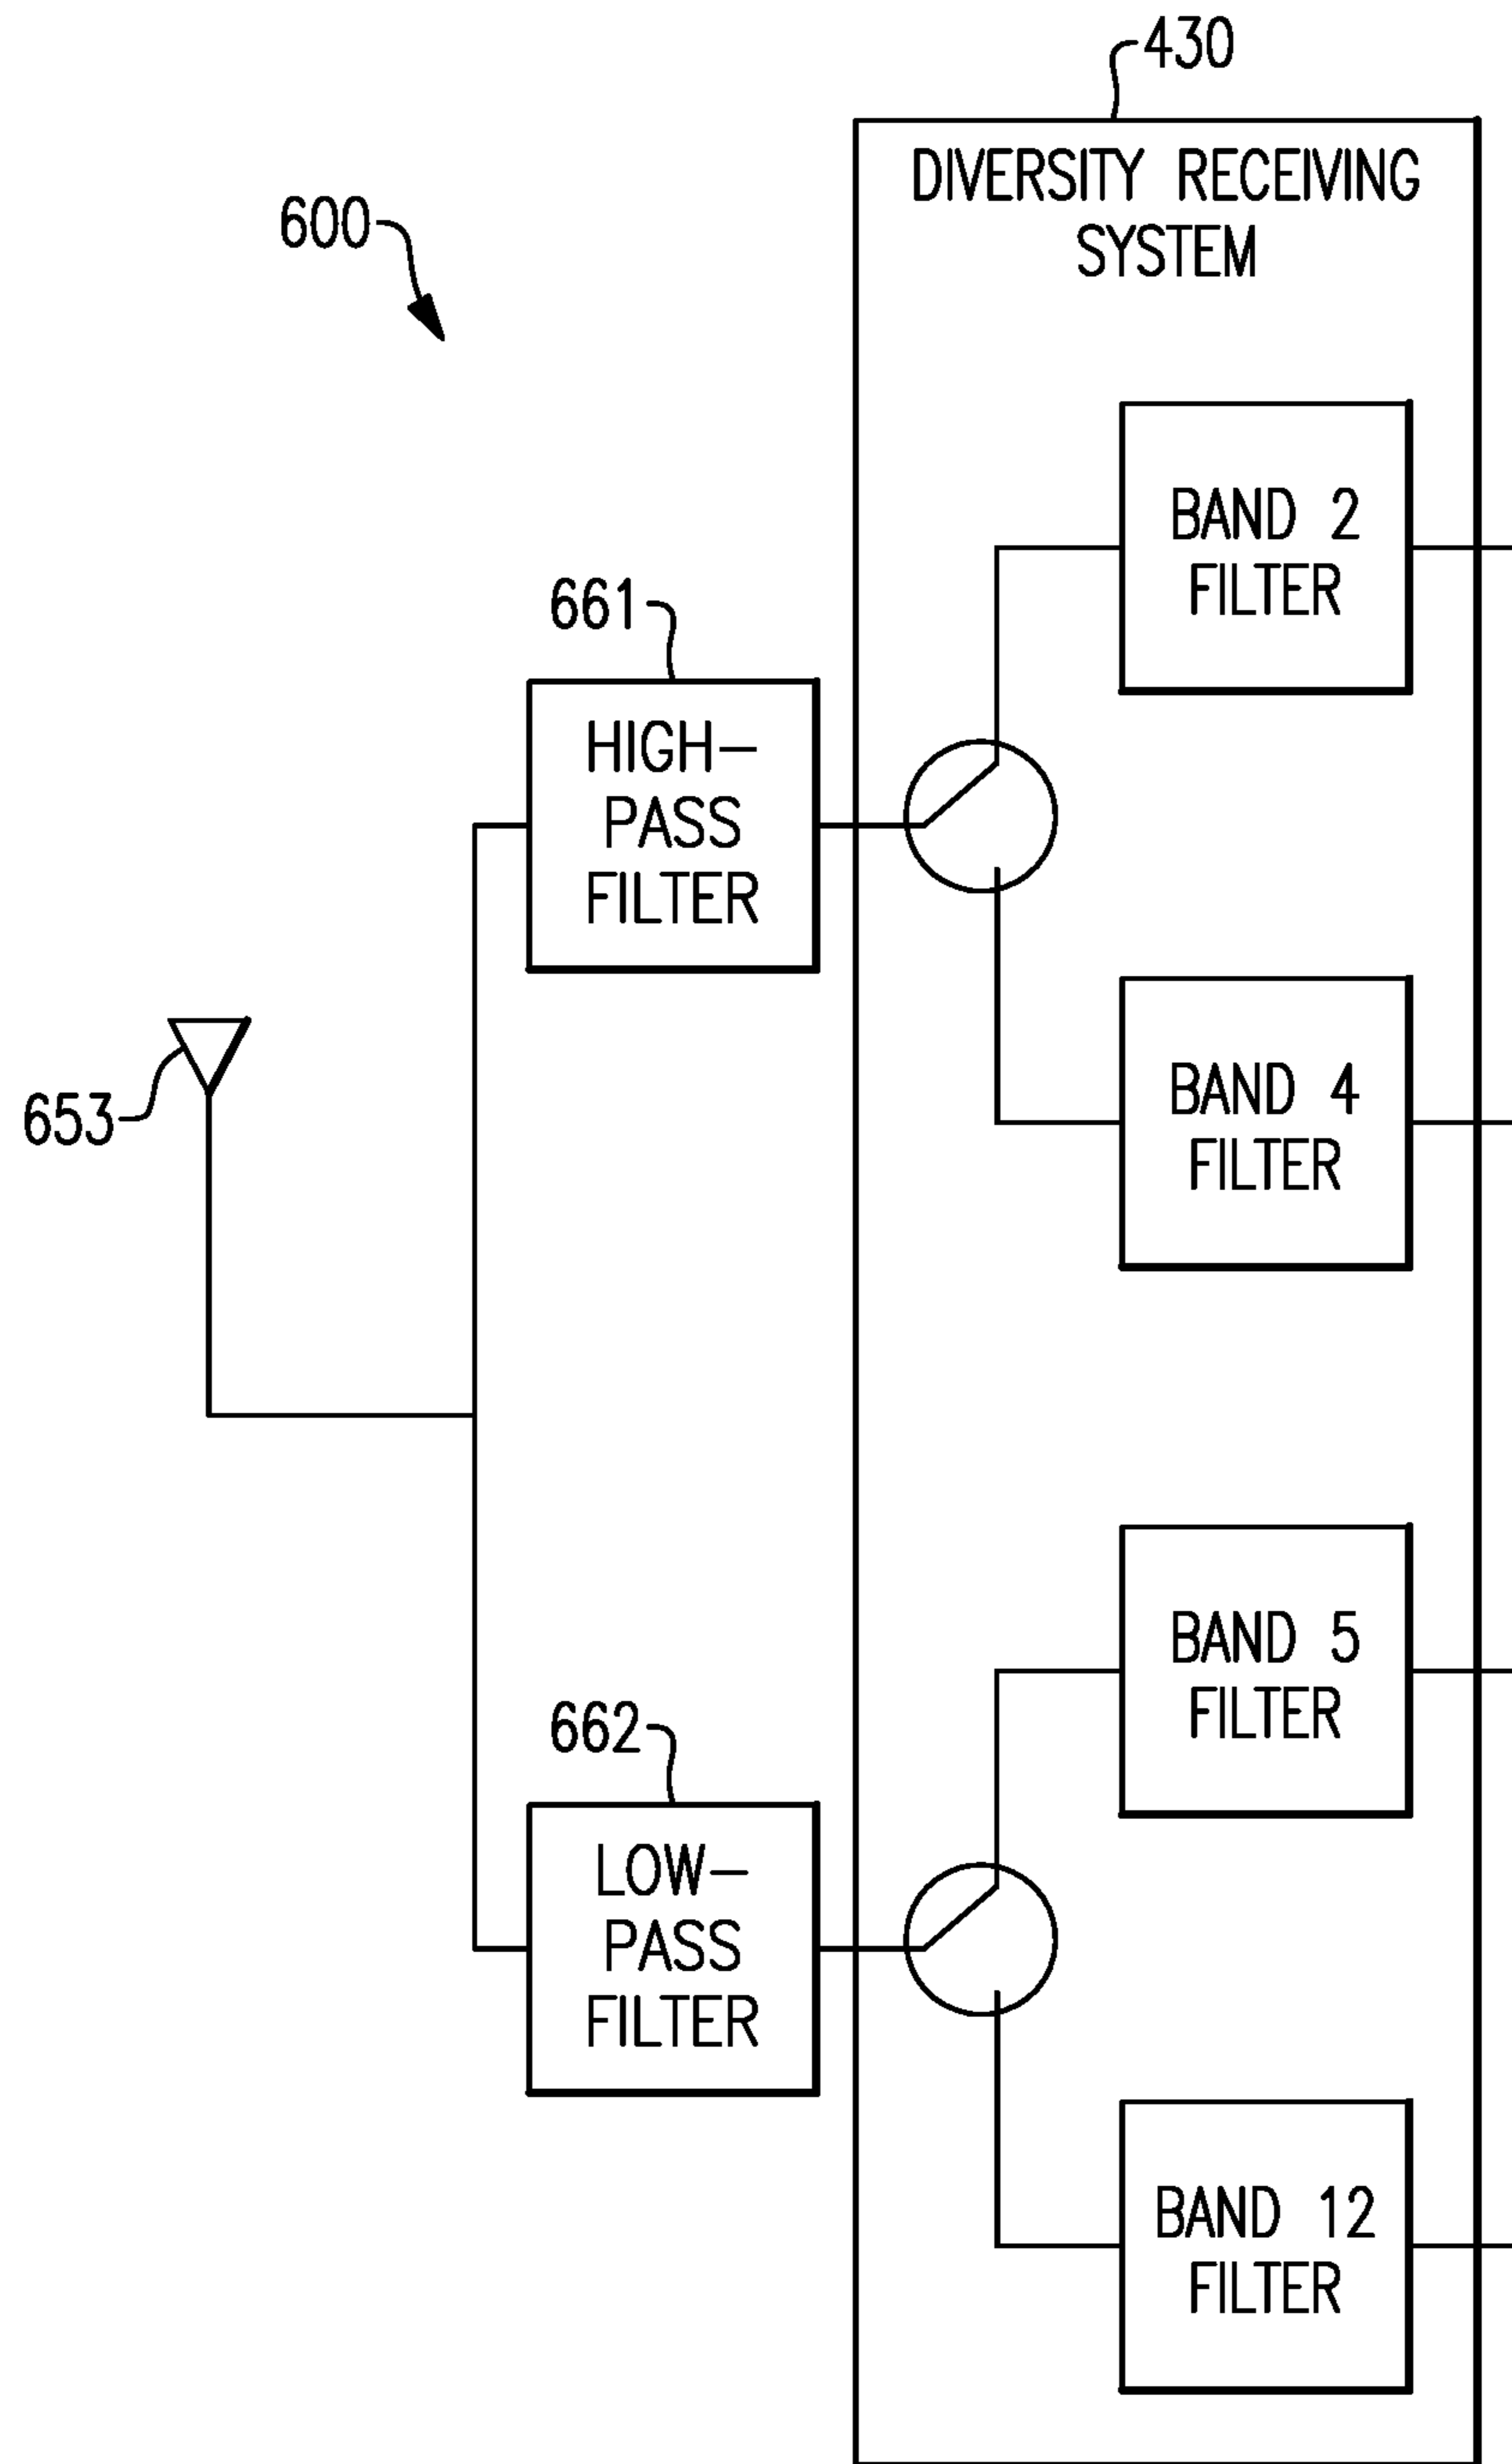 430
DIVERSITY RECEIVING
SYSTEM
600
BAND 2
FILTER
661
HIGH-
PASS
FILTER
BAND 4
FILTER
653
BAND 5
FILTER
662
LOW-
PASS
FILTER
BAND 12
FILTER